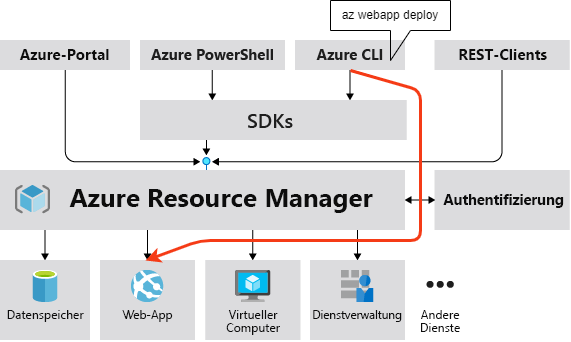 az webapp deploy
Azure-Portal
Azure PowerShell
Azure CLI
REST-Clients
SDKs
Azure Resource Manager
Authentifizierung
Datenspeicher
Web-App
Virtueller
Computer
Dienstverwaltung
Andere
Dienste